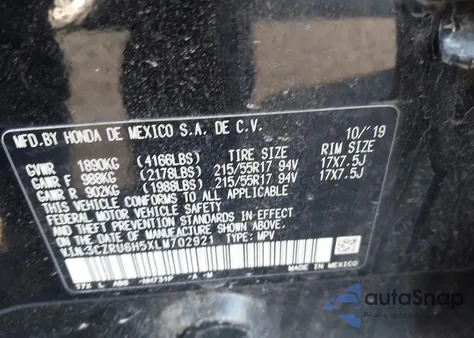 MFD.BY HONDA DE MEXICO S.A. DE C.V. 10/'19
TIRE SIZE RIM SIZE
GVWR 1890KG (4166LBS)
GAWR F 988KG (2178LBS) 215/55R17 94V 17X7.5J
GAWR R 902KG (1988LBS) 215/55R17 94V 17X7.5J
THIS VEHICLE CONFORMS TO ALL APPLICABLE
FEDERAL MOTOR VEHICLE SAFETY, BUMPER,
AND THEFT PREVENTION STANDARDS IN EFFECT
ON THE DATE OF MANUFACTURE SHOWN ABOVE.
VIN: 3CZRU6H5XLM702921 TYPE: MPV
MADE IN MEXICO
autoSnap